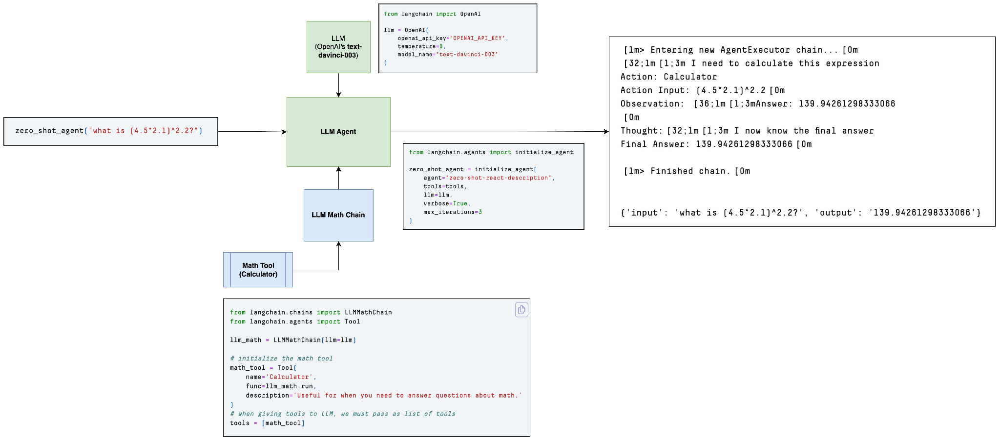 from langchain import OpenAI

llm = OpenAI(
    openai_api_key="OPENAI_API_KEY",
    temperature=0,
    model_name="text-davinci-003"
)
LLM
(OpenAI's text-
davinci-003)
zero_shot_agent("what is (4.5*2.1)^2.2?")
LLM Agent
[1m> Entering new AgentExecutor chain... [0m
[32;1m [1;3m I need to calculate this expression
Action: Calculator
Action Input: (4.5*2.1)^2.2 [0m
Observation:  [36;1m [1;3mAnswer: 139.94261298333066
[0m
Thought: [32;1m [1;3m I now know the final answer
Final Answer: 139.94261298333066 [0m

[1m> Finished chain. [0m

{'input': 'what is (4.5*2.1)^2.2?', 'output': '139.94261298333066'}
from langchain.agents import initialize_agent

zero_shot_agent = initialize_agent(
    agent="zero-shot-react-description",
    tools=tools,
    llm=llm,
    verbose=True,
    max_iterations=3
)
LLM Math Chain
Math Tool
(Calculator)
from langchain.chains import LLMMathChain
from langchain.agents import Tool

llm_math = LLMMathChain(llm=llm)

# initialize the math tool
math_tool = Tool(
    name='Calculator',
    func=llm_math.run,
    description='Useful for when you need to answer questions about math.'
)
# when giving tools to LLM, we must pass as list of tools
tools = [math_tool]